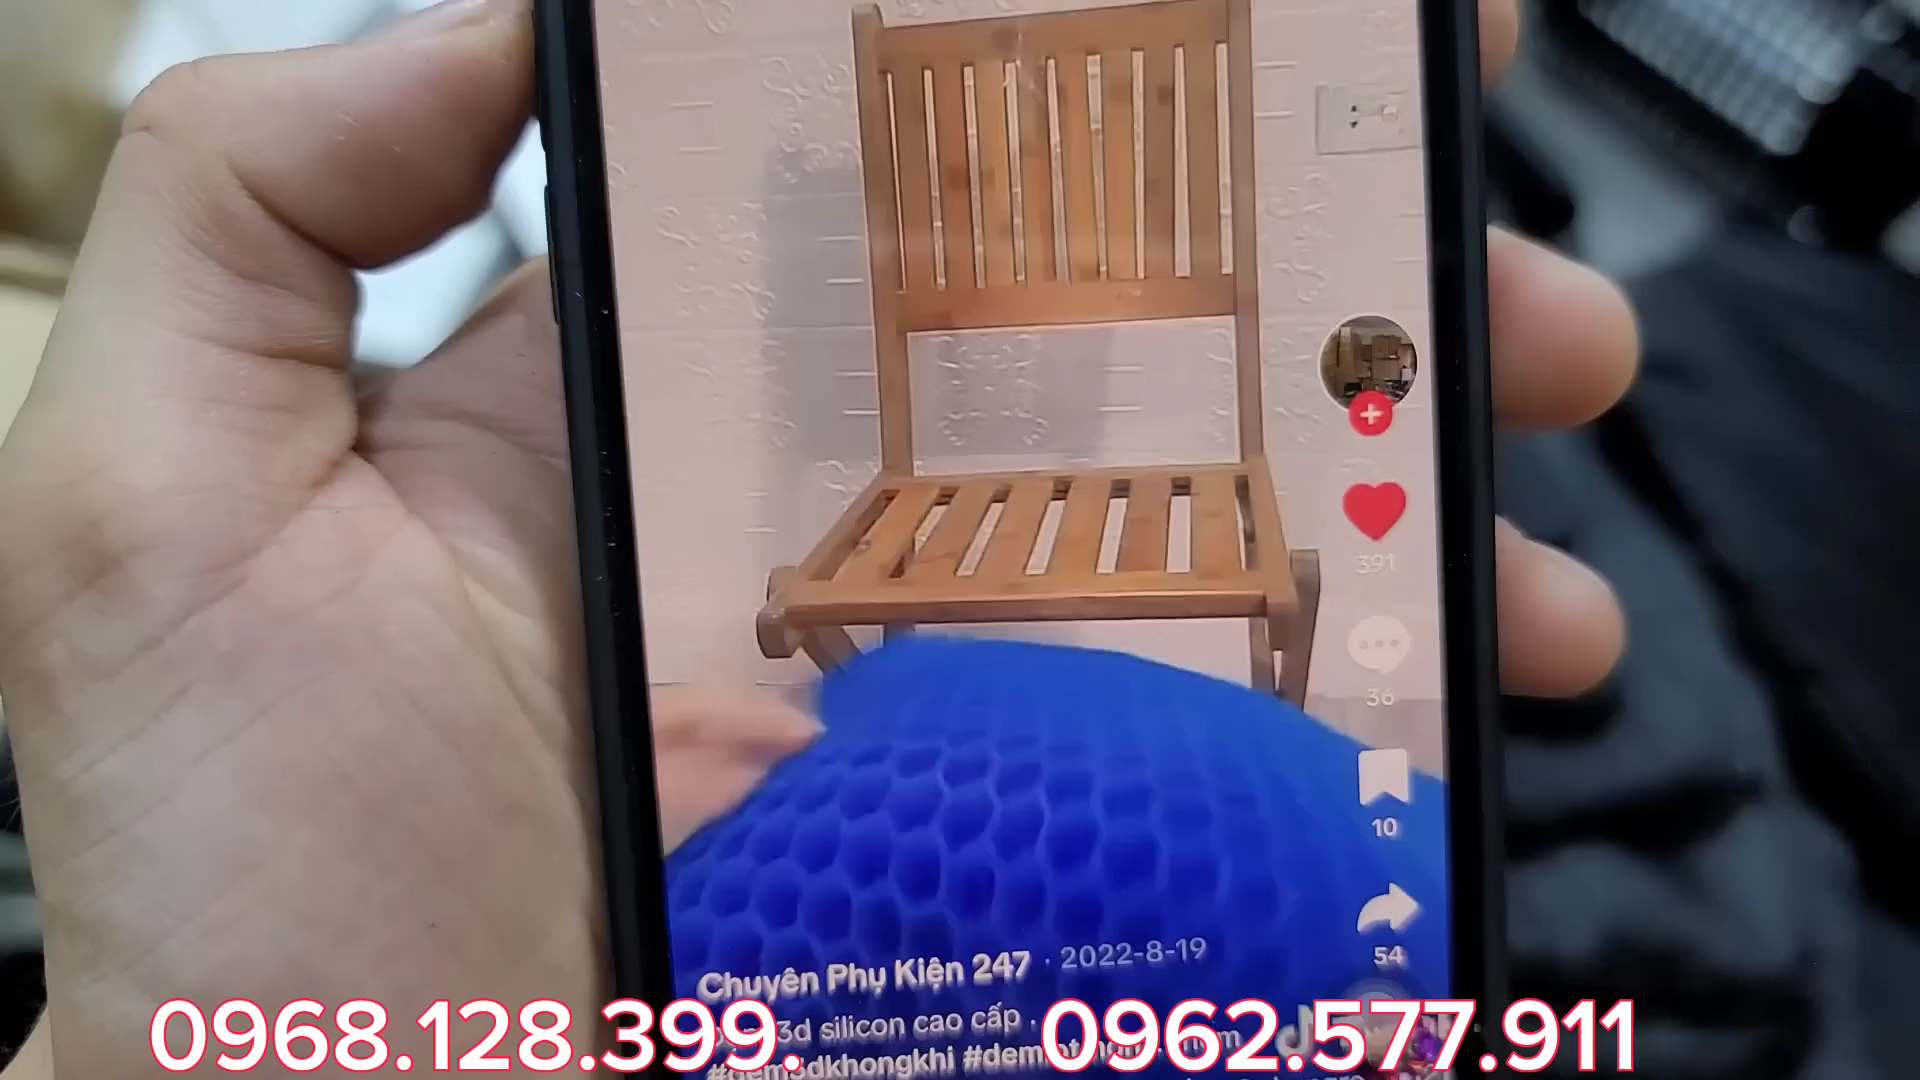 391
36
10
54
Chuyên Phụ Kiện 247 · 2022-8-19
3d silicon cao cấp
#dem3dkhongkhi
0968.128.399.
0962.577.911